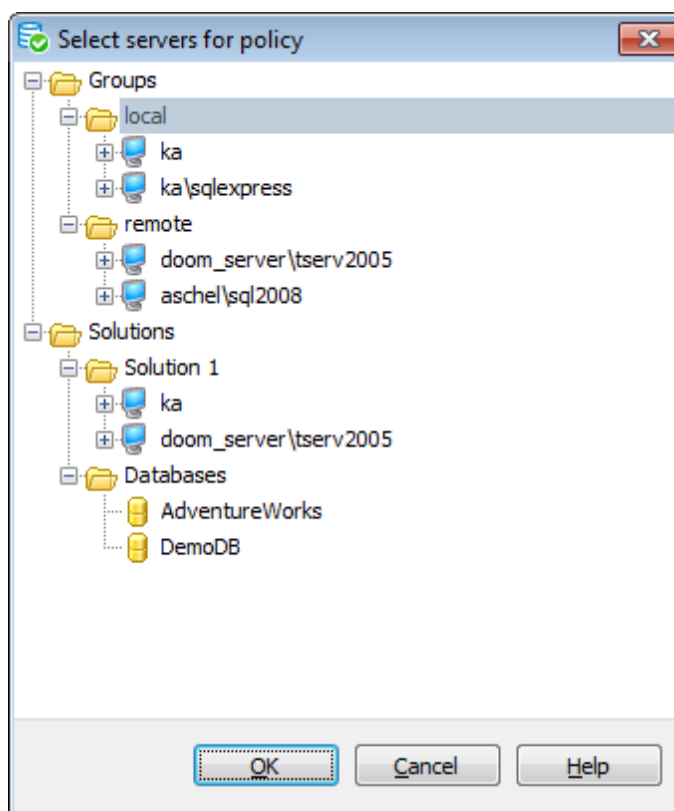 Select servers for policy
Groups
local
ka
ka\sqlexpress
remote
doom_server\tserv2005
aschel\sql2008
Solutions
Solution 1
ka
doom_server\tserv2005
Databases
AdventureWorks
DemoDB
OK Cancel Help